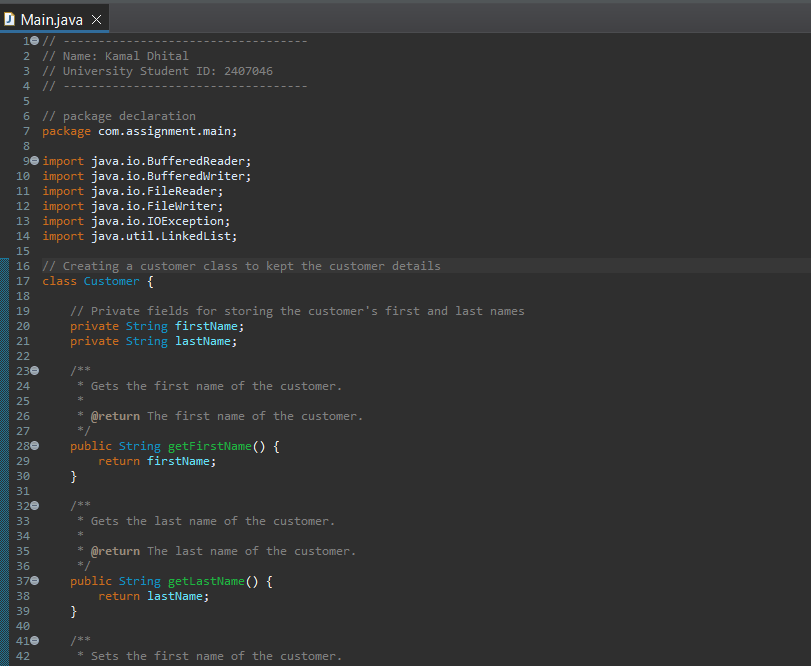 Main.java
1 // -----------------------------------
2 // Name: Kamal Dhital
3 // University Student ID: 2407046
4 // -----------------------------------
5
6 // package declaration
7 package com.assignment.main;
8
9 import java.io.BufferedReader;
10 import java.io.BufferedWriter;
11 import java.io.FileReader;
12 import java.io.FileWriter;
13 import java.io.IOException;
14 import java.util.LinkedList;
15
16 // Creating a customer class to kept the customer details
17 class Customer {
18
19     // Private fields for storing the customer's first and last names
20     private String firstName;
21     private String lastName;
22
23     /**
24      * Gets the first name of the customer.
25      *
26      * @return The first name of the customer.
27      */
28     public String getFirstName() {
29         return firstName;
30     }
31
32     /**
33      * Gets the last name of the customer.
34      *
35      * @return The last name of the customer.
36      */
37     public String getLastName() {
38         return lastName;
39     }
40
41     /**
42      * Sets the first name of the customer.